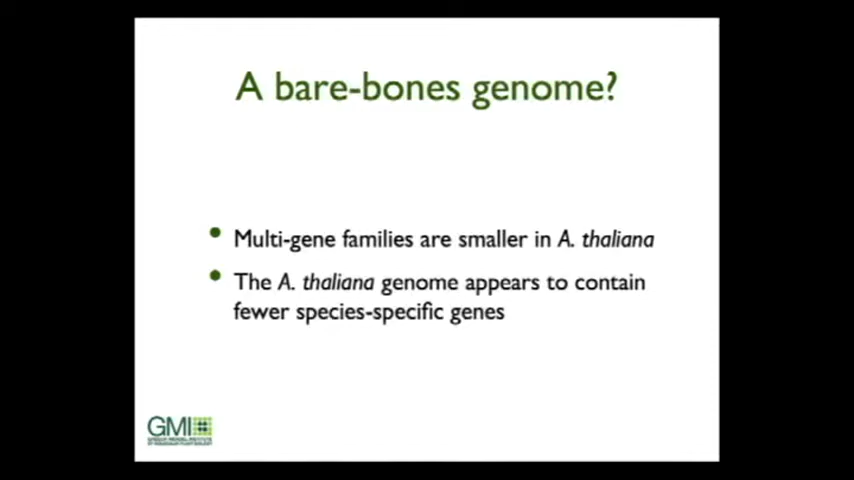 A bare-bones genome?
Multi-gene families are smaller in A. thaliana
The A. thaliana genome appears to contain
fewer species-specific genes
GMI